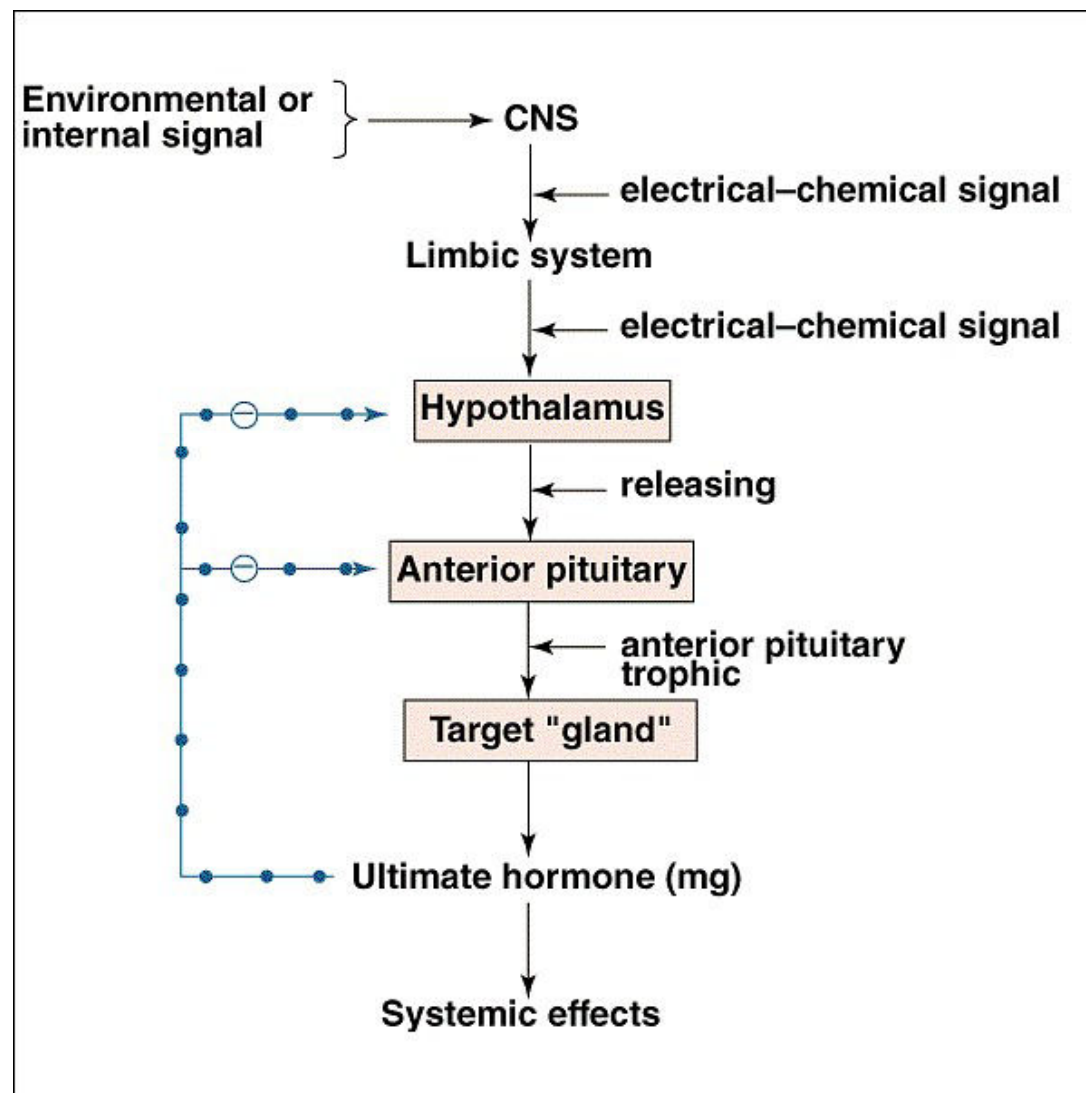 Environmental or
internal signal
CNS
electrical–chemical signal
Limbic system
electrical–chemical signal
Hypothalamus
releasing
Anterior pituitary
anterior pituitary
trophic
Target "gland"
Ultimate hormone (mg)
Systemic effects